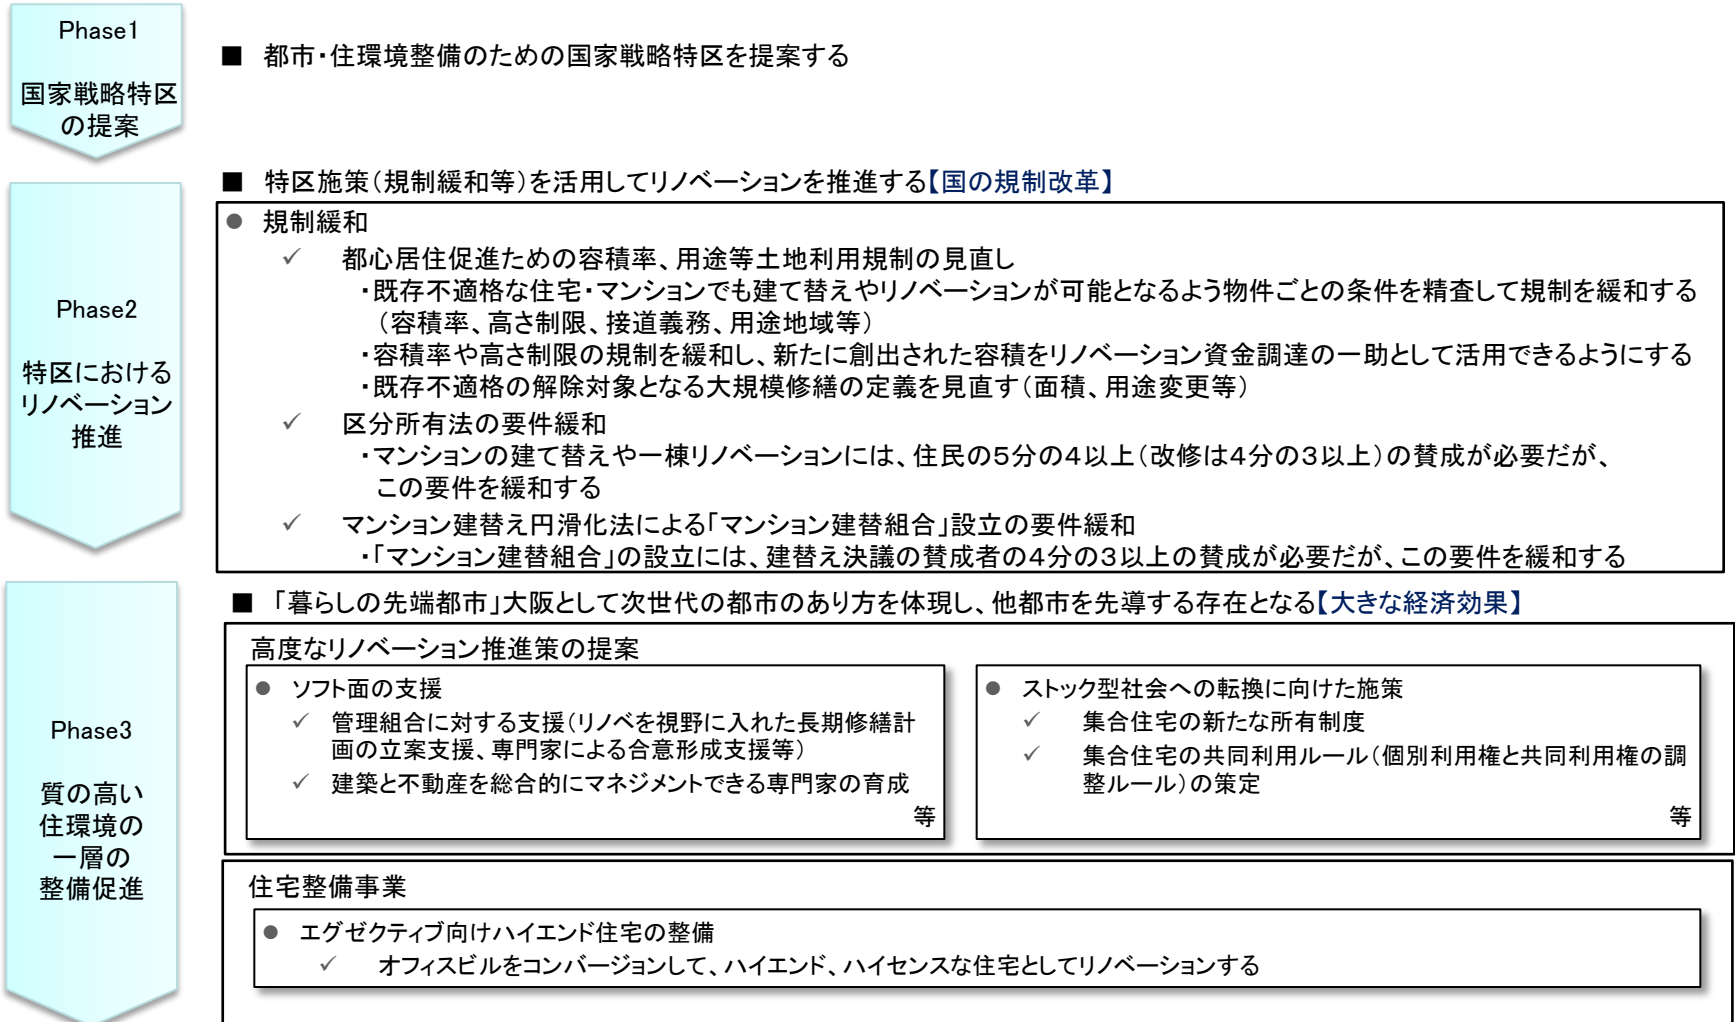 Phase1
国家戦略特区
の提案
■ 都市・住環境整備のための国家戦略特区を提案する
Phase2
特区における
リノベーション
推進
■ 特区施策（規制緩和等）を活用してリノベーションを推進する【国の規制改革】
● 規制緩和
✓ 都心居住促進ための容積率、用途等土地利用規制の見直し
・既存不適格な住宅・マンションでも建て替えやリノベーションが可能となるよう物件ごとの条件を精査して規制を緩和する
（容積率、高さ制限、接道義務、用途地域等）
・容積率や高さ制限の規制を緩和し、新たに創出された容積をリノベーション資金調達の一助として活用できるようにする
・既存不適格の解除対象となる大規模修繕の定義を見直す（面積、用途変更等）
✓ 区分所有法の要件緩和
・マンションの建て替えや一棟リノベーションには、住民の5分の4以上（改修は4分の3以上）の賛成が必要だが、
この要件を緩和する
✓ マンション建替え円滑化法による「マンション建替組合」設立の要件緩和
・「マンション建替組合」の設立には、建替え決議の賛成者の4分の3以上の賛成が必要だが、この要件を緩和する
Phase3
質の高い
住環境の
一層の
整備促進
■ 「暮らしの先端都市」大阪として次世代の都市のあり方を体現し、他都市を先導する存在となる【大きな経済効果】
高度なリノベーション推進策の提案
● ソフト面の支援
✓ 管理組合に対する支援（リノベを視野に入れた長期修繕計
画の立案支援、専門家による合意形成支援等）
✓ 建築と不動産を総合的にマネジメントできる専門家の育成
等
● ストック型社会への転換に向けた施策
✓ 集合住宅の新たな所有制度
✓ 集合住宅の共同利用ルール（個別利用権と共同利用権の調
整ルール）の策定
等
住宅整備事業
● エグゼクティブ向けハイエンド住宅の整備
✓ オフィスビルをコンバージョンして、ハイエンド、ハイセンスな住宅としてリノベーションする